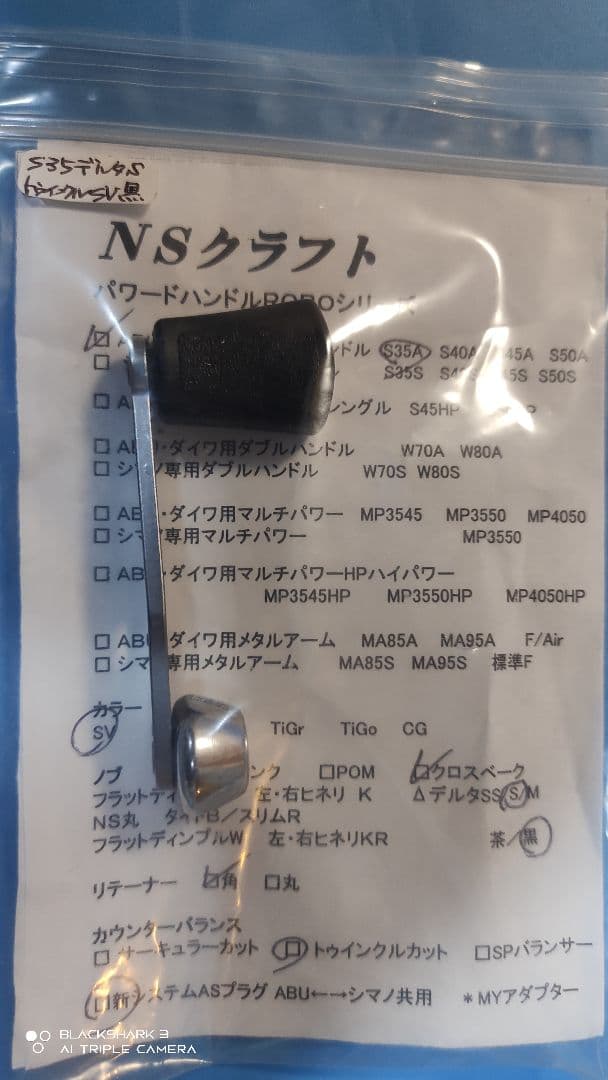 S35デルタS
トゥインクルSV黒
NSクラフト
パワードハンドルROBOシリーズ
ドル S35A S40A 45A S50A
S35S S4 5S S50S
□ A シングル S45HP P
□ AB ・ダイワ用ダブルハンドル W70A W80A
□ シマノ専用ダブルハンドル W70S W80S
□ AB ・ダイワ用マルチパワー MP3545 MP3550 MP4050
□ シマ 専用マルチパワー MP3550
□ AB ・ダイワ用マルチパワーHPハイパワー
MP3545HP MP3550HP MP4050HP
□ ABU ダイワ用メタルアーム MA85A MA95A F/Air
□ シマ 専用メタルアーム MA85S MA95S 標準F
カラー
SV TiGr TiGo CG
ノブ ンク □POM □クロスベーク
フラットディ 左・右ヒネリ K △デルタSS/S/M
NS丸 タイドB/スリムR
フラットディンプルW 左・右ヒネリKR 茶/黒
リテーナー □角 □丸
カウンターバランス
□ サーキュラーカット □トゥインクルカット □SPバランサー
□新システムASプラグ ABU←→シマノ共用 *MYアダプター
BLACKSHARK 3
AI TRIPLE CAMERA